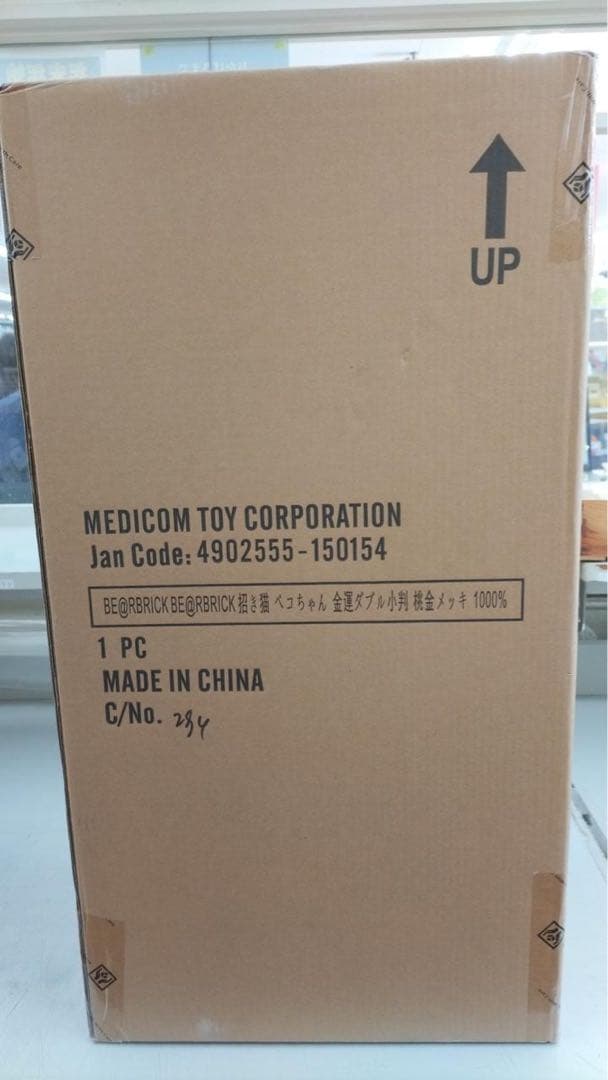 UP
MEDICOM TOY CORPORATION
Jan Code: 4902555-150154
BE@RBRICK BE@RBRICK 招き猫 ペコちゃん 金運ダブル小判 桃金メッキ 1000%
1 PC
MADE IN CHINA
C/No. 234